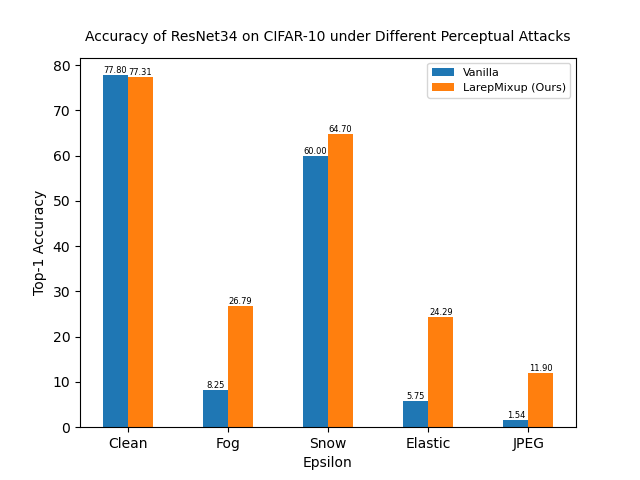 Accuracy of ResNet34 on CIFAR-10 under Different Perceptual Attacks
Vanilla
LarepMixup (Ours)
Top-1 Accuracy
80
70
60
50
40
30
20
10
0
77.80 77.31
8.25 26.79
60.00 64.70
5.75 24.29
1.54 11.90
Clean Fog Snow Elastic JPEG
Epsilon